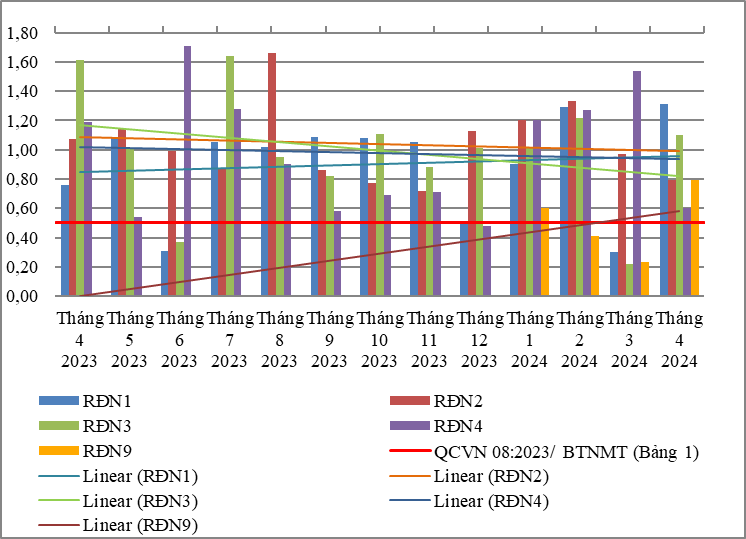 1,80
1,60
1,40
1,20
1,00
0,80
0,60
0,40
0,20
0,00
Tháng Tháng Tháng Tháng Tháng Tháng Tháng Tháng Tháng Tháng Tháng Tháng Tháng
4 5 6 7 8 9 10 11 12 1 2 3 4
2023 2023 2023 2023 2023 2023 2023 2023 2023 2024 2024 2024 2024
RĐN1 RĐN2
RĐN3 RĐN4
RĐN9 QCVN 08:2023/ BTNMT (Bảng 1)
Linear (RĐN1) Linear (RĐN2)
Linear (RĐN3) Linear (RĐN4)
Linear (RĐN9)